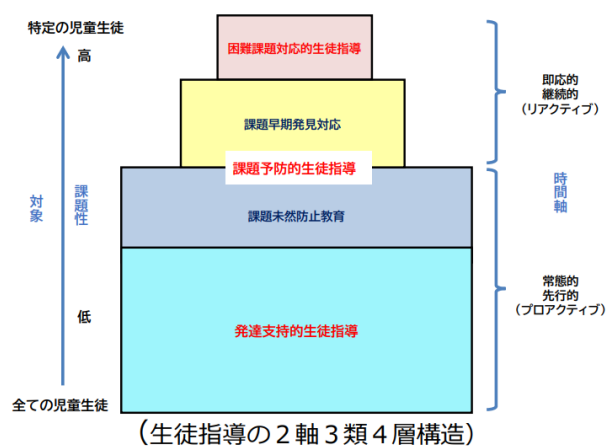 特定の児童生徒
高
困難課題対応的生徒指導
即応的
継続的
（リアクティブ）
課題早期発見対応
課題予防的生徒指導
対象
課題性
時間軸
課題未然防止教育
常態的
先行的
（プロアクティブ）
低
発達支持的生徒指導
全ての児童生徒
（生徒指導の２軸３類４層構造）